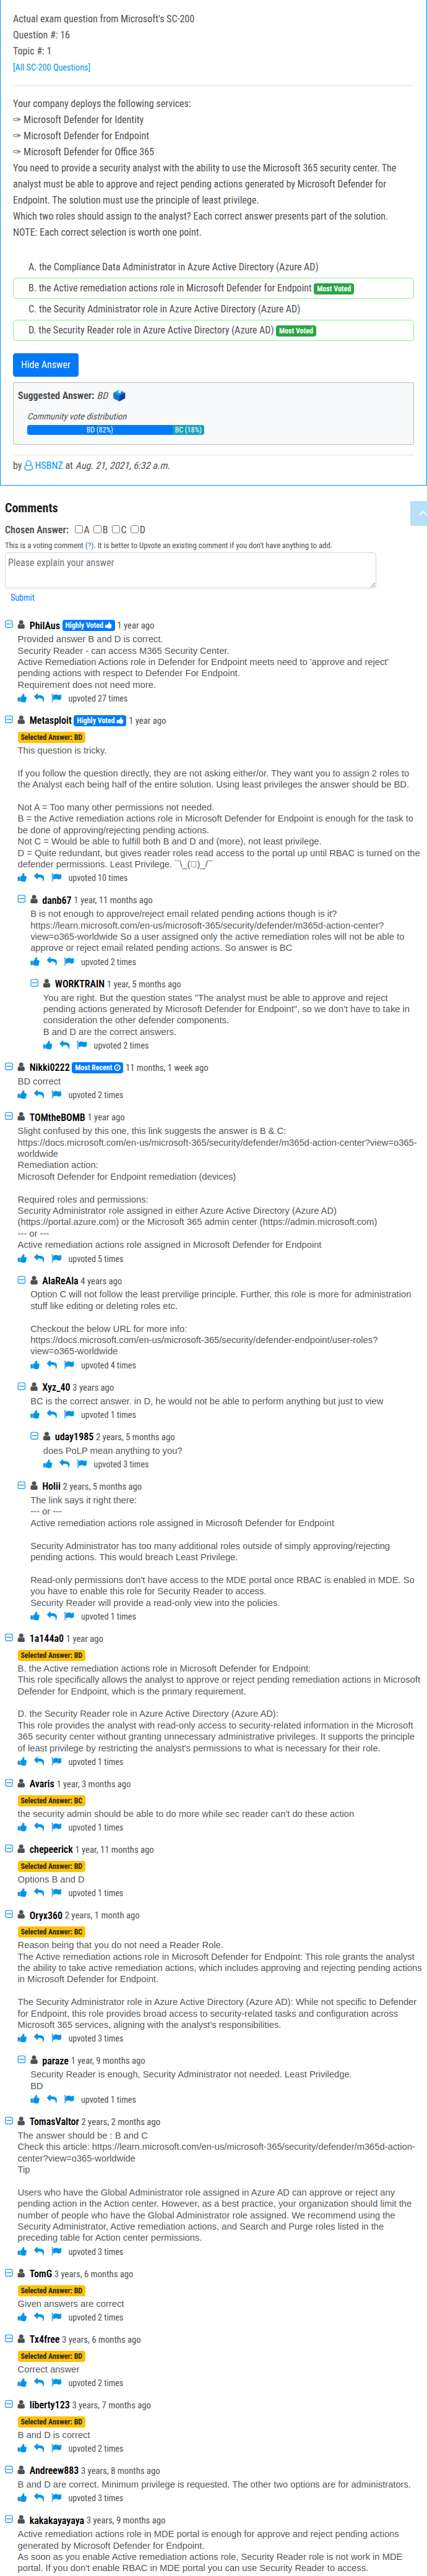 Actual exam question from Microsoft's SC-200
Question #: 16
Topic #: 1
[All SC-200 Questions]
Your company deploys the following services:
✑ Microsoft Defender for Identity
✑ Microsoft Defender for Endpoint
✑ Microsoft Defender for Office 365
You need to provide a security analyst with the ability to use the Microsoft 365 security center. The
analyst must be able to approve and reject pending actions generated by Microsoft Defender for
Endpoint. The solution must use the principle of least privilege.
Which two roles should assign to the analyst? Each correct answer presents part of the solution.
NOTE: Each correct selection is worth one point.
A. the Compliance Data Administrator in Azure Active Directory (Azure AD)
B. the Active remediation actions role in Microsoft Defender for Endpoint Most Voted
C. the Security Administrator role in Azure Active Directory (Azure AD)
D. the Security Reader role in Azure Active Directory (Azure AD) Most Voted
Hide Answer
Suggested Answer: BD
Community vote distribution
BD (82%) BC (18%)
by HSBNZ at Aug. 21, 2021, 6:32 a.m.
Comments
Chosen Answer: A B C D
This is a voting comment (?). It is better to Upvote an existing comment if you don't have anything to add.
Please explain your answer
Submit
PhilAus Highly Voted 1 year ago
Provided answer B and D is correct.
Security Reader - can access M365 Security Center.
Active Remediation Actions role in Defender for Endpoint meets need to 'approve and reject'
pending actions with respect to Defender For Endpoint.
Requirement does not need more.
upvoted 27 times
Metasploit Highly Voted 1 year ago
Selected Answer: BD
This question is tricky.
If you follow the question directly, they are not asking either/or. They want you to assign 2 roles to
the Analyst each being half of the entire solution. Using least privileges the answer should be BD.
Not A = Too many other permissions not needed.
B = the Active remediation actions role in Microsoft Defender for Endpoint is enough for the task to
be done of approving/rejecting pending actions.
Not C = Would be able to fulfill both B and D and (more), not least privilege.
D = Quite redundant, but gives reader roles read access to the portal up until RBAC is turned on the
defender permissions. Least Privilege. ¯\_(ツ)_/¯
upvoted 10 times
danb67 1 year, 11 months ago
B is not enough to approve/reject email related pending actions though is it?
https://learn.microsoft.com/en-us/microsoft-365/security/defender/m365d-action-center?
view=o365-worldwide So a user assigned only the active remediation roles will not be able to
approve or reject email related pending actions. So answer is BC
upvoted 2 times
WORKTRAIN 1 year, 5 months ago
You are right. But the question states "The analyst must be able to approve and reject
pending actions generated by Microsoft Defender for Endpoint", so we don't have to take in
consideration the other defender components.
B and D are the correct answers.
upvoted 2 times
Nikki0222 Most Recent 11 months, 1 week ago
BD correct
upvoted 2 times
TOMtheBOMB 1 year ago
Slight confused by this one, this link suggests the answer is B & C:
https://docs.microsoft.com/en-us/microsoft-365/security/defender/m365d-action-center?view=o365-
worldwide
Remediation action:
Microsoft Defender for Endpoint remediation (devices)
Required roles and permissions:
Security Administrator role assigned in either Azure Active Directory (Azure AD)
(https://portal.azure.com) or the Microsoft 365 admin center (https://admin.microsoft.com)
--- or ---
Active remediation actions role assigned in Microsoft Defender for Endpoint
upvoted 5 times
AlaReAla 4 years ago
Option C will not follow the least prervilige principle. Further, this role is more for administration
stuff like editing or deleting roles etc.
Checkout the below URL for more info:
https://docs.microsoft.com/en-us/microsoft-365/security/defender-endpoint/user-roles?
view=o365-worldwide
upvoted 4 times
Xyz_40 3 years ago
BC is the correct answer. in D, he would not be able to perform anything but just to view
upvoted 1 times
uday1985 2 years, 5 months ago
does PoLP mean anything to you?
upvoted 3 times
Holii 2 years, 5 months ago
The link says it right there:
--- or ---
Active remediation actions role assigned in Microsoft Defender for Endpoint
Security Administrator has too many additional roles outside of simply approving/rejecting
pending actions. This would breach Least Privilege.
Read-only permissions don't have access to the MDE portal once RBAC is enabled in MDE. So
you have to enable this role for Security Reader to access.
Security Reader will provide a read-only view into the policies.
upvoted 1 times
1a144a0 1 year ago
Selected Answer: BD
B. the Active remediation actions role in Microsoft Defender for Endpoint:
This role specifically allows the analyst to approve or reject pending remediation actions in Microsoft
Defender for Endpoint, which is the primary requirement.
D. the Security Reader role in Azure Active Directory (Azure AD):
This role provides the analyst with read-only access to security-related information in the Microsoft
365 security center without granting unnecessary administrative privileges. It supports the principle
of least privilege by restricting the analyst's permissions to what is necessary for their role.
upvoted 1 times
Avaris 1 year, 3 months ago
Selected Answer: BC
the security admin should be able to do more while sec reader can't do these action
upvoted 1 times
chepeerick 1 year, 11 months ago
Selected Answer: BD
Options B and D
upvoted 1 times
Oryx360 2 years, 1 month ago
Selected Answer: BC
Reason being that you do not need a Reader Role.
The Active remediation actions role in Microsoft Defender for Endpoint: This role grants the analyst
the ability to take active remediation actions, which includes approving and rejecting pending actions
in Microsoft Defender for Endpoint.
The Security Administrator role in Azure Active Directory (Azure AD): While not specific to Defender
for Endpoint, this role provides broad access to security-related tasks and configuration across
Microsoft 365 services, aligning with the analyst's responsibilities.
upvoted 3 times
paraze 1 year, 9 months ago
Security Reader is enough, Security Administrator not needed. Least Priviledge.
BD
upvoted 1 times
TomasValtor 2 years, 2 months ago
The answer should be : B and C
Check this article: https://learn.microsoft.com/en-us/microsoft-365/security/defender/m365d-action-
center?view=o365-worldwide
Tip
Users who have the Global Administrator role assigned in Azure AD can approve or reject any
pending action in the Action center. However, as a best practice, your organization should limit the
number of people who have the Global Administrator role assigned. We recommend using the
Security Administrator, Active remediation actions, and Search and Purge roles listed in the
preceding table for Action center permissions.
upvoted 3 times
TomG 3 years, 6 months ago
Selected Answer: BD
Given answers are correct
upvoted 2 times
Tx4free 3 years, 6 months ago
Selected Answer: BD
Correct answer
upvoted 2 times
liberty123 3 years, 7 months ago
Selected Answer: BD
B and D is correct
upvoted 2 times
Andreew883 3 years, 8 months ago
B and D are correct. Minimum privilege is requested. The other two options are for administrators.
upvoted 3 times
kakakayayaya 3 years, 9 months ago
Active remediation actions role in MDE portal is enough for approve and reject pending actions
generated by Microsoft Defender for Endpoint.
As soon as you enable Active remediation actions role, Security Reader role is not work in MDE
portal. If you don't enable RBAC in MDE portal you can use Security Reader to access.